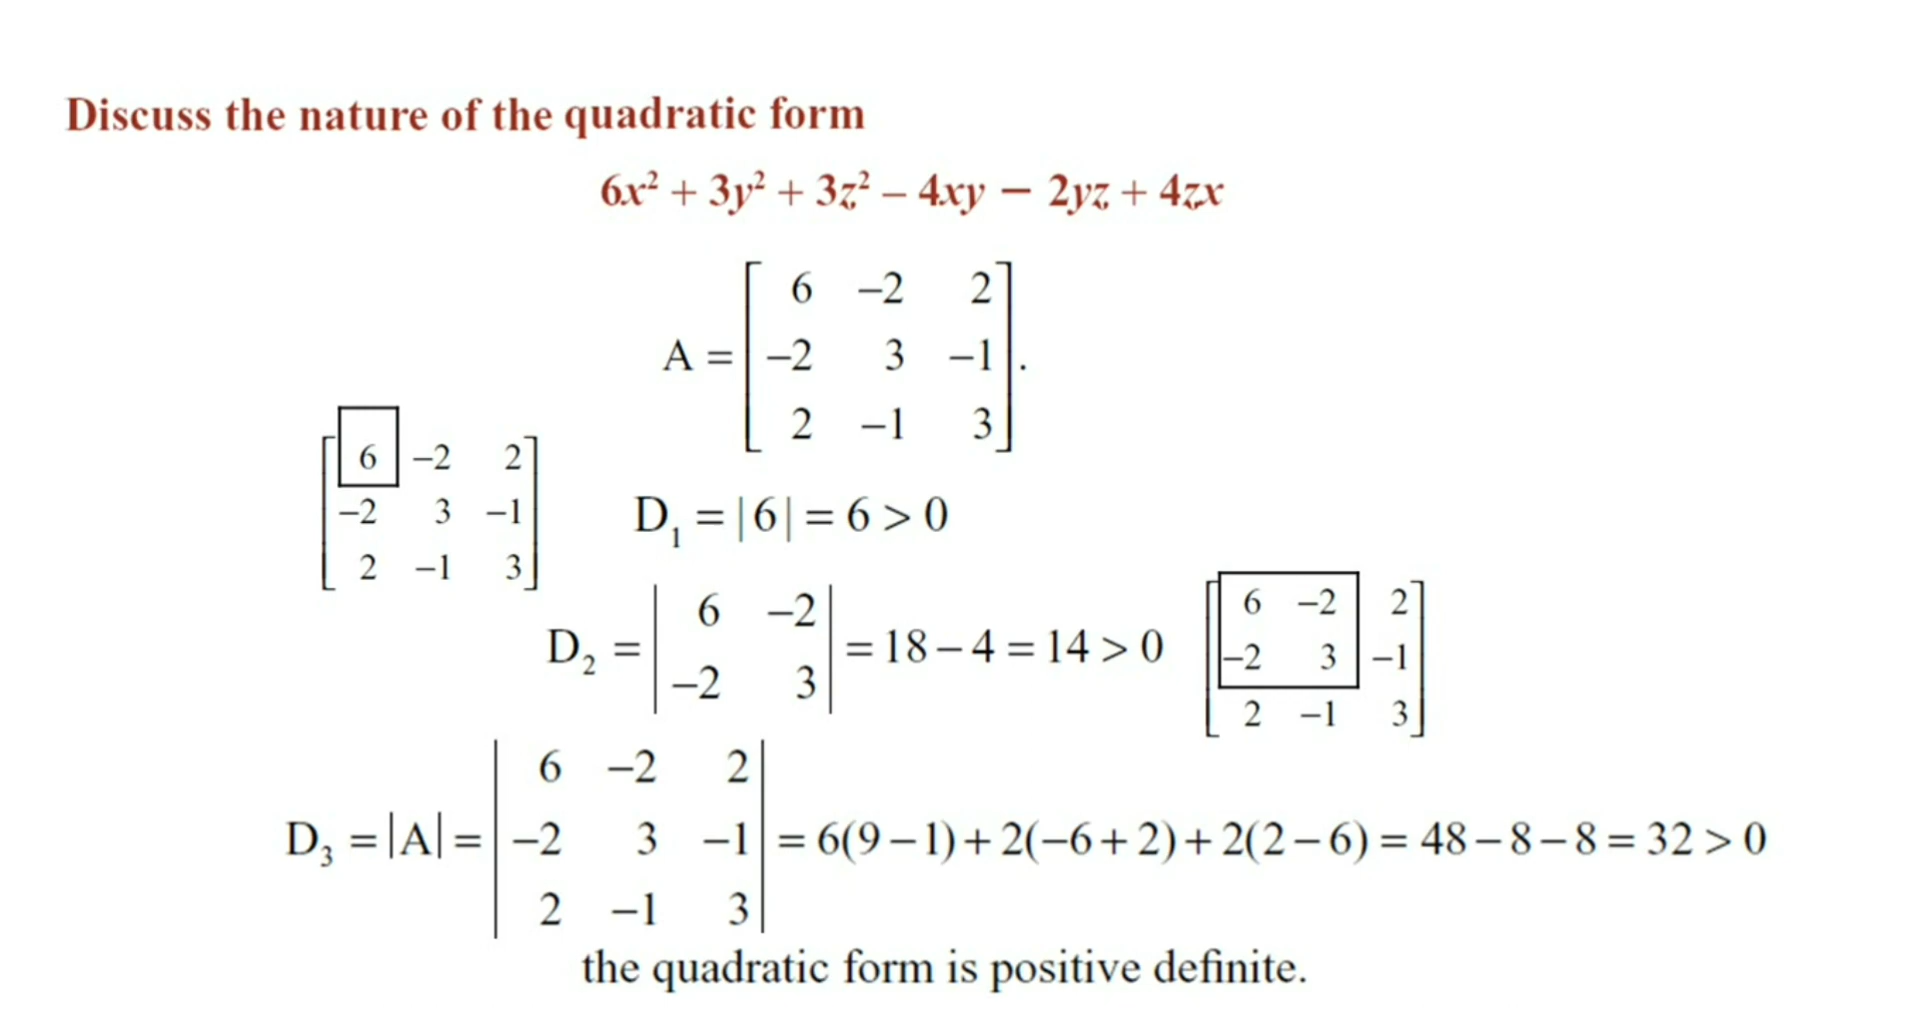 Discuss the nature of the quadratic form
6x² + 3y² + 3z² – 4xy – 2yz + 4zx
A = [ 6 –2 2
–2 3 –1
2 –1 3 ].
[ 6 –2 2
–2 3 –1
2 –1 3 ]
D₁ = |6| = 6 > 0
D₂ = | 6 –2
–2 3 | = 18 – 4 = 14 > 0
[ 6 –2 2
–2 3 –1
2 –1 3 ]
D₃ = |A| = | 6 –2 2
–2 3 –1
2 –1 3 | = 6(9 – 1) + 2(–6 + 2) + 2(2 – 6) = 48 – 8 – 8 = 32 > 0
the quadratic form is positive definite.